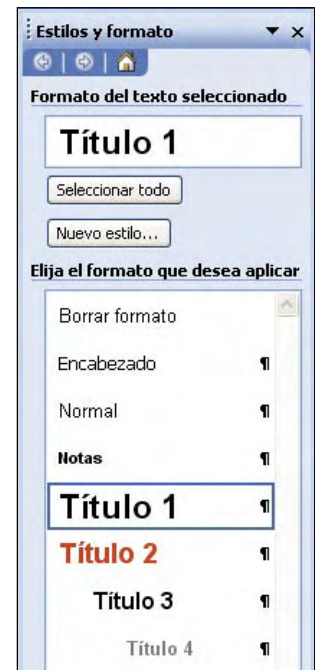 Estilos y formato
Formato del texto seleccionado
Título 1
Seleccionar todo
Nuevo estilo...
Elija el formato que desea aplicar
Borrar formato
Encabezado ¶
Normal ¶
Notas ¶
Título 1 ¶
Título 2 ¶
Título 3 ¶
Título 4 ¶